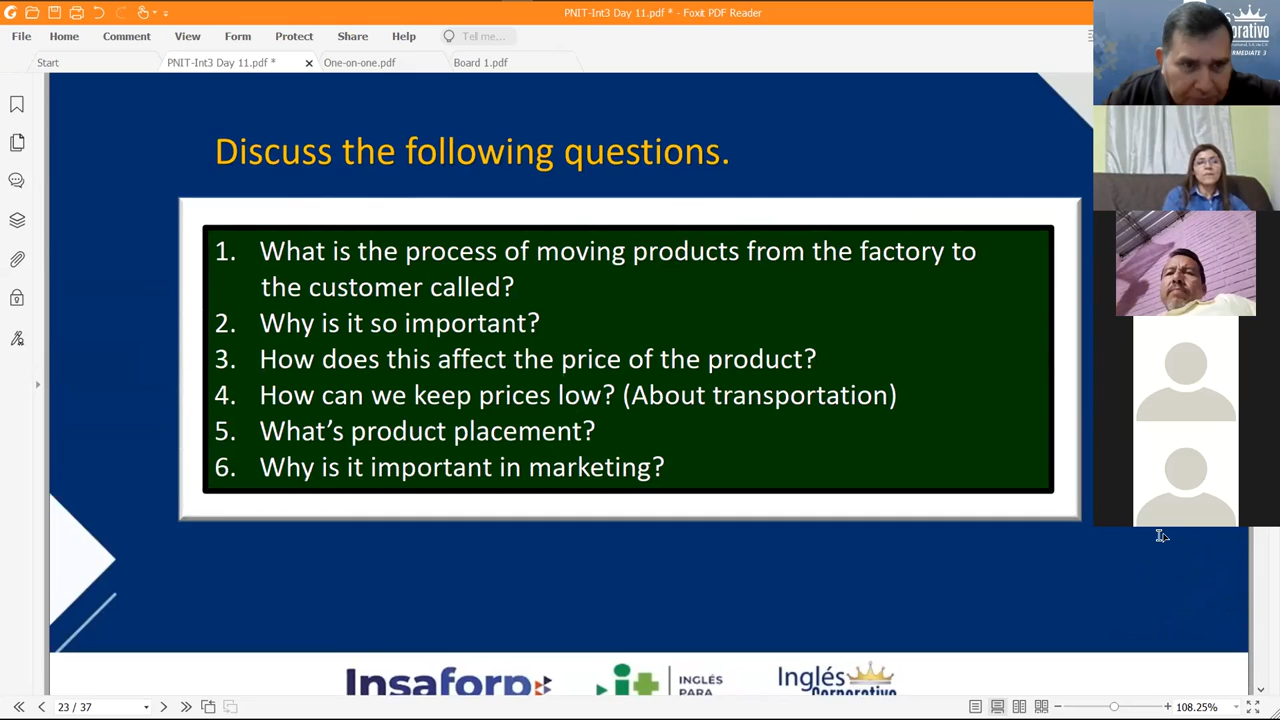 PNIT-Int3 Day 11.pdf * - Foxit PDF Reader
File Home Comment View Form Protect Share Help Tell me...
Start PNIT-Int3 Day 11.pdf * One-on-one.pdf Board 1.pdf
Discuss the following questions.
1. What is the process of moving products from the factory to
the customer called?
2. Why is it so important?
3. How does this affect the price of the product?
4. How can we keep prices low? (About transportation)
5. What's product placement?
6. Why is it important in marketing?
Insaforp
it+ INGLÉS
PARA
Inglés
Corporativo
23 / 37
108.25%